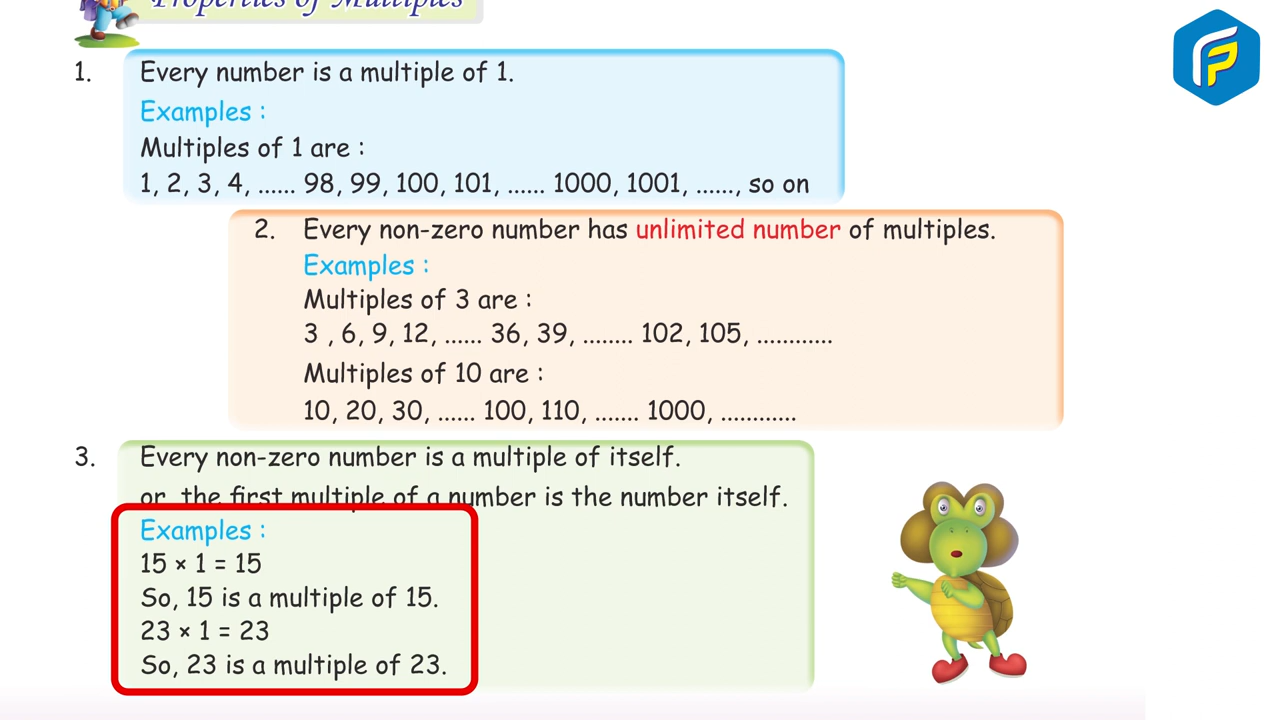 Properties of Multiples
1. Every number is a multiple of 1.
Examples :
Multiples of 1 are :
1, 2, 3, 4, ...... 98, 99, 100, 101, ...... 1000, 1001, ......, so on
2. Every non-zero number has unlimited number of multiples.
Examples :
Multiples of 3 are :
3 , 6, 9, 12, ...... 36, 39, ........ 102, 105, ............
Multiples of 10 are :
10, 20, 30, ...... 100, 110, ....... 1000, ............
3. Every non-zero number is a multiple of itself.
or the first multiple of a number is the number itself.
Examples :
15 × 1 = 15
So, 15 is a multiple of 15.
23 × 1 = 23
So, 23 is a multiple of 23.